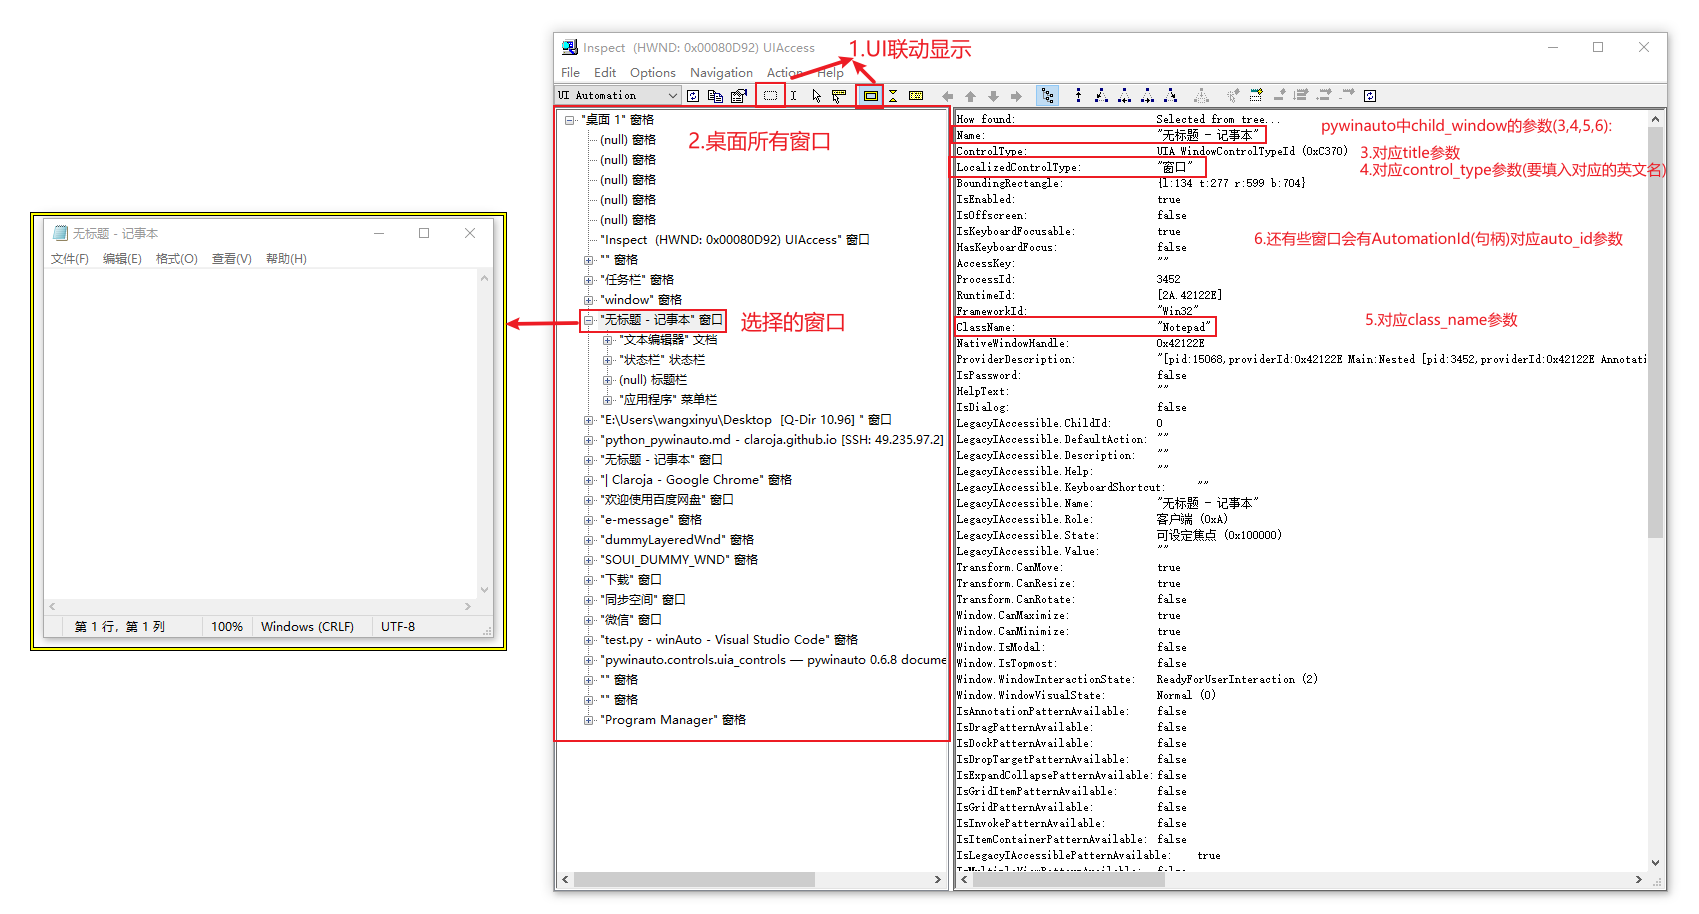 无标题 - 记事本
文件(F) 编辑(E) 格式(O) 查看(V) 帮助(H)
第 1 行，第 1 列 100% Windows (CRLF) UTF-8
Inspect (HWND: 0x00080D92) UIAccess
1.UI联动显示
File Edit Options Navigation Action Help
UI Automation
"桌面 1" 窗格
(null) 窗格
(null) 窗格
(null) 窗格
(null) 窗格
(null) 窗格
"Inspect (HWND: 0x00080D92) UIAccess" 窗口
"" 窗格
"任务栏" 窗格
"window" 窗格
"无标题 - 记事本" 窗口
"文本编辑器" 文档
"状态栏" 状态栏
(null) 标题栏
"应用程序" 菜单栏
"E:\Users\wangxinyu\Desktop [Q-Dir 10.96] " 窗口
"python_pywinauto.md - claroja.github.io [SSH: 49.235.97.2]
"无标题 - 记事本" 窗口
"| Claroja - Google Chrome" 窗格
"欢迎使用百度网盘" 窗口
"e-message" 窗格
"dummyLayeredWnd" 窗格
"SOUI_DUMMY_WND" 窗格
"下载" 窗口
"同步空间" 窗口
"微信" 窗口
"test.py - winAuto - Visual Studio Code" 窗格
"pywinauto.controls.uia_controls — pywinauto 0.6.8 docume
"" 窗格
"" 窗格
"Program Manager" 窗格
2.桌面所有窗口
选择的窗口
How found: Selected from tree...
Name: "无标题 - 记事本"
ControlType: UIA_WindowControlTypeId (0xC370)
LocalizedControlType: "窗口"
BoundingRectangle: {l:134 t:277 r:599 b:704}
IsEnabled: true
IsOffscreen: false
IsKeyboardFocusable: true
HasKeyboardFocus: false
AccessKey: ""
ProcessId: 3452
RuntimeId: [2A.42122E]
FrameworkId: "Win32"
ClassName: "Notepad"
NativeWindowHandle: 0x42122E
ProviderDescription: "[pid:15068,providerId:0x42122E Main:Nested [pid:3452,providerId:0x42122E Annotati
IsPassword: false
HelpText: ""
IsDialog: false
LegacyIAccessible.ChildId: 0
LegacyIAccessible.DefaultAction: ""
LegacyIAccessible.Description: ""
LegacyIAccessible.Help: ""
LegacyIAccessible.KeyboardShortcut: ""
LegacyIAccessible.Name: "无标题 - 记事本"
LegacyIAccessible.Role: 客户端 (0xA)
LegacyIAccessible.State: 可设定焦点 (0x100000)
LegacyIAccessible.Value: ""
Transform.CanMove: true
Transform.CanResize: true
Transform.CanRotate: false
Window.CanMaximize: true
Window.CanMinimize: true
Window.IsModal: false
Window.IsTopmost: false
Window.WindowInteractionState: ReadyForUserInteraction (2)
Window.WindowVisualState: Normal (0)
IsAnnotationPatternAvailable: false
IsDragPatternAvailable: false
IsDockPatternAvailable: false
IsDropTargetPatternAvailable: false
IsExpandCollapsePatternAvailable: false
IsGridItemPatternAvailable: false
IsGridPatternAvailable: false
IsInvokePatternAvailable: false
IsItemContainerPatternAvailable: false
IsLegacyIAccessiblePatternAvailable: true
IsMultipleViewPatternAvailable: false
pywinauto中child_window的参数(3,4,5,6):
3.对应title参数
4.对应control_type参数(要填入对应的英文名)
6.还有些窗口会有AutomationId(句柄)对应auto_id参数
5.对应class_name参数